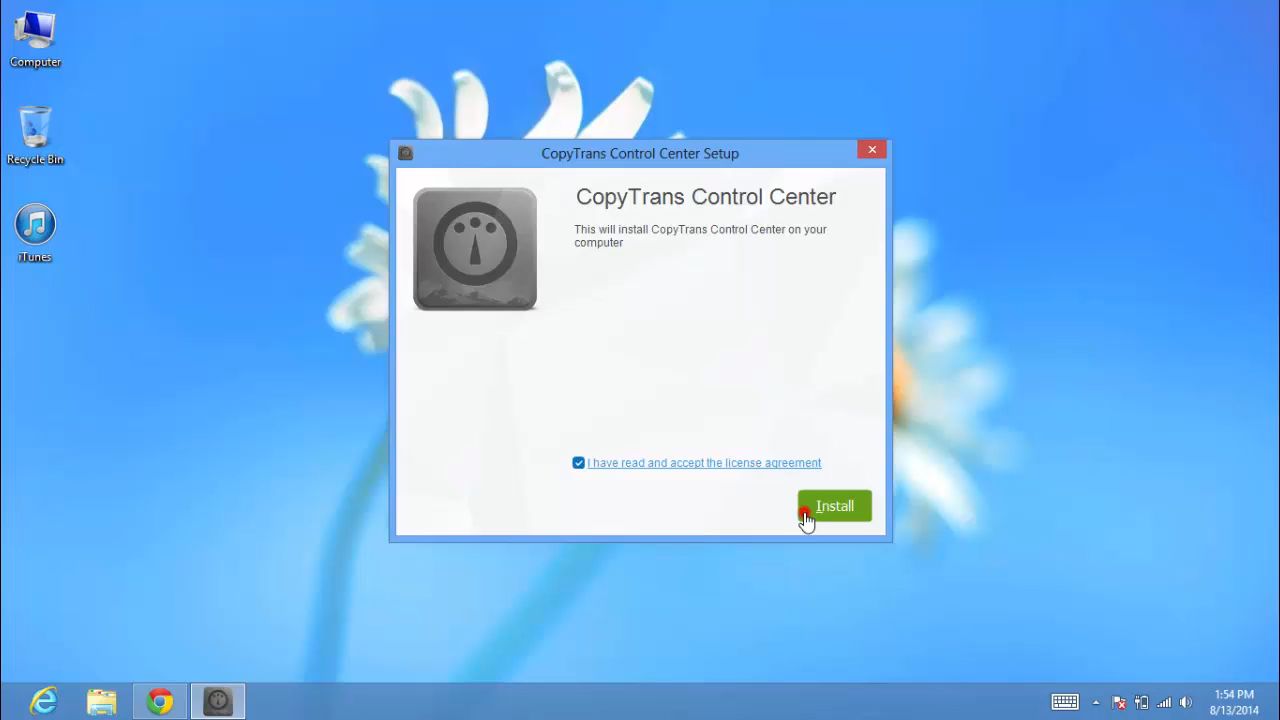 Computer
Recycle Bin
iTunes
CopyTrans Control Center Setup
CopyTrans Control Center
This will install CopyTrans Control Center on your
computer
I have read and accept the license agreement
Install
1:54 PM
8/13/2014